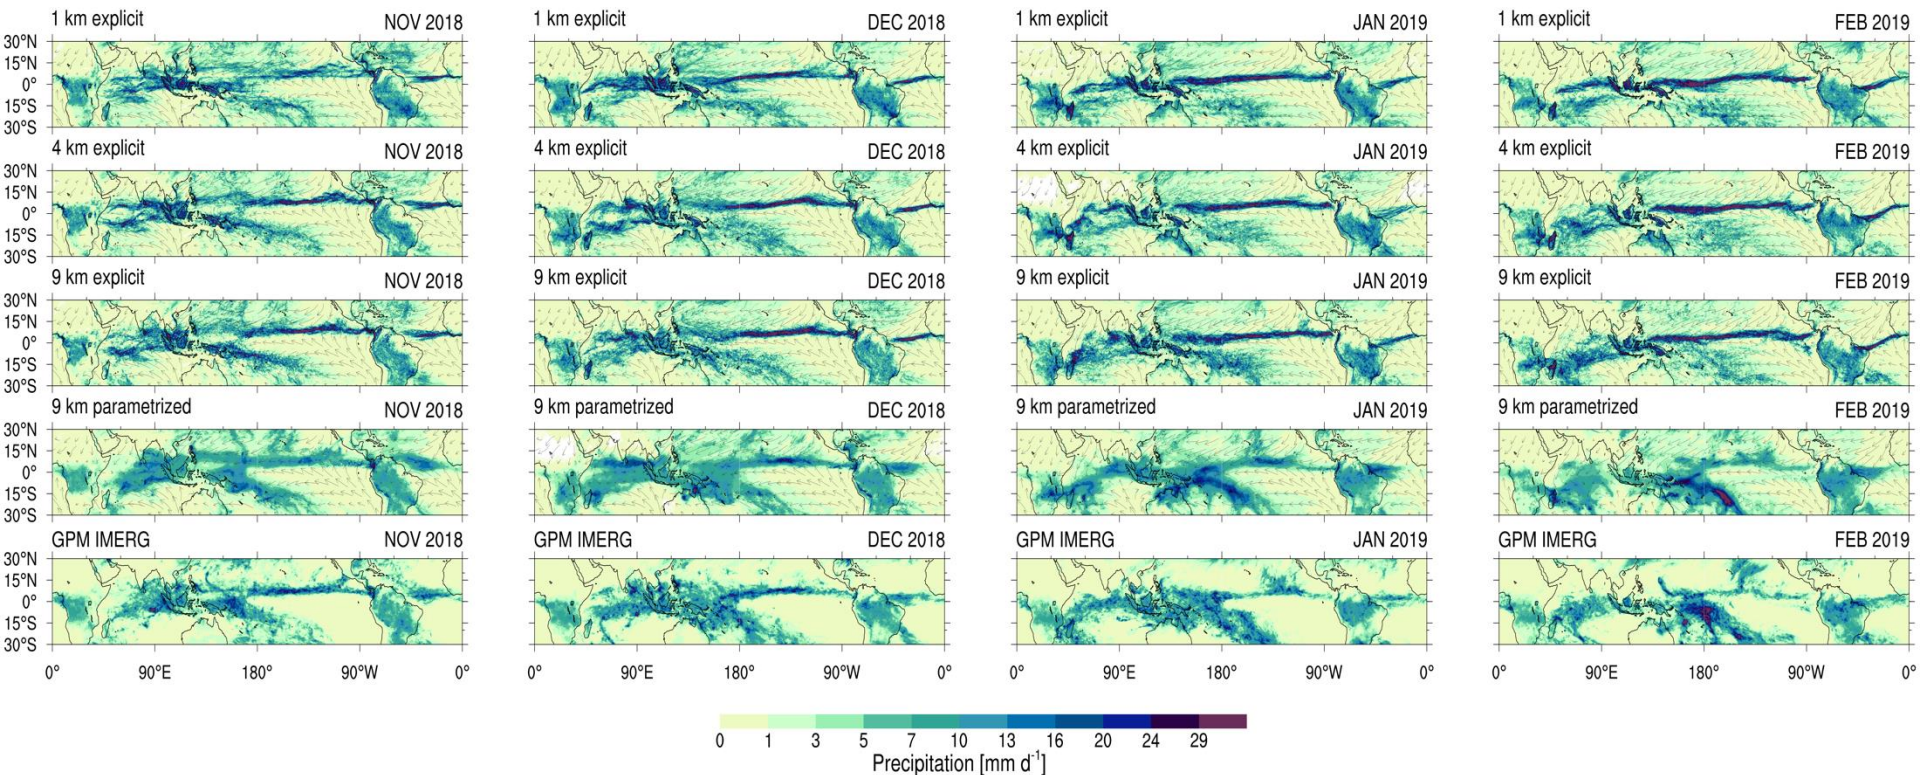 1 km explicit NOV 2018 1 km explicit DEC 2018 1 km explicit JAN 2019 1 km explicit FEB 2019
30°N
15°N
0°
15°S
30°S
4 km explicit NOV 2018 4 km explicit DEC 2018 4 km explicit JAN 2019 4 km explicit FEB 2019
30°N
15°N
0°
15°S
30°S
9 km explicit NOV 2018 9 km explicit DEC 2018 9 km explicit JAN 2019 9 km explicit FEB 2019
30°N
15°N
0°
15°S
30°S
9 km parametrized NOV 2018 9 km parametrized DEC 2018 9 km parametrized JAN 2019 9 km parametrized FEB 2019
30°N
15°N
0°
15°S
30°S
GPM IMERG NOV 2018 GPM IMERG DEC 2018 GPM IMERG JAN 2019 GPM IMERG FEB 2019
30°N
15°N
0°
15°S
30°S
0° 90°E 180° 90°W 0° 0° 90°E 180° 90°W 0° 0° 90°E 180° 90°W 0° 0° 90°E 180° 90°W 0°
0 1 3 5 7 10 13 16 20 24 29
Precipitation [mm d⁻¹]